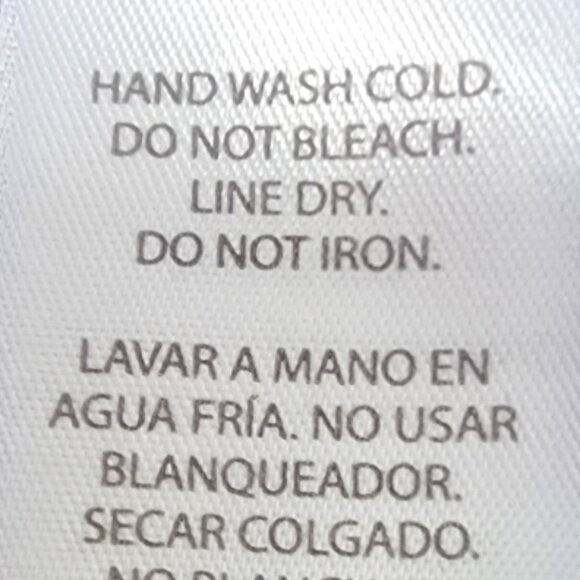 HAND WASH COLD.
DO NOT BLEACH.
LINE DRY.
DO NOT IRON.
LAVAR A MANO EN
AGUA FRÍA. NO USAR
BLANQUEADOR.
SECAR COLGADO.
NO